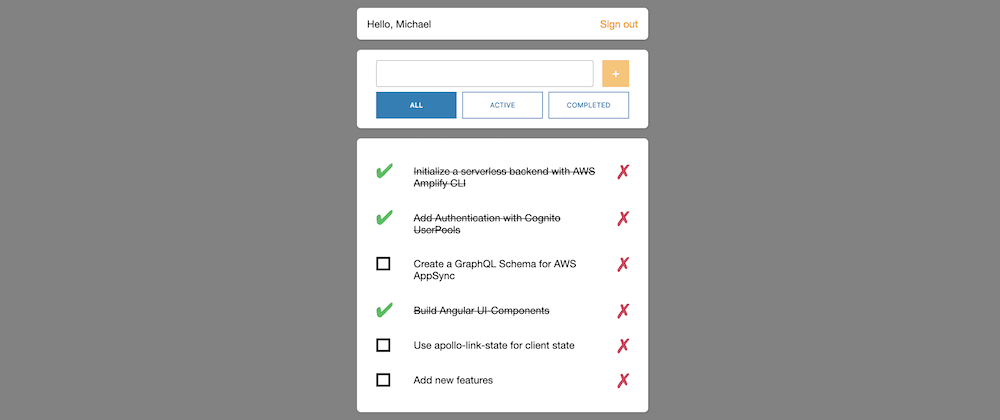 Hello, Michael
Sign out
+
ALL
ACTIVE
COMPLETED
Initialize a serverless backend with AWS
Amplify CLI
Add Authentication with Cognito
UserPools
Create a GraphQL Schema for AWS
AppSync
Build Angular UI-Components
Use apollo-link-state for client state
Add new features